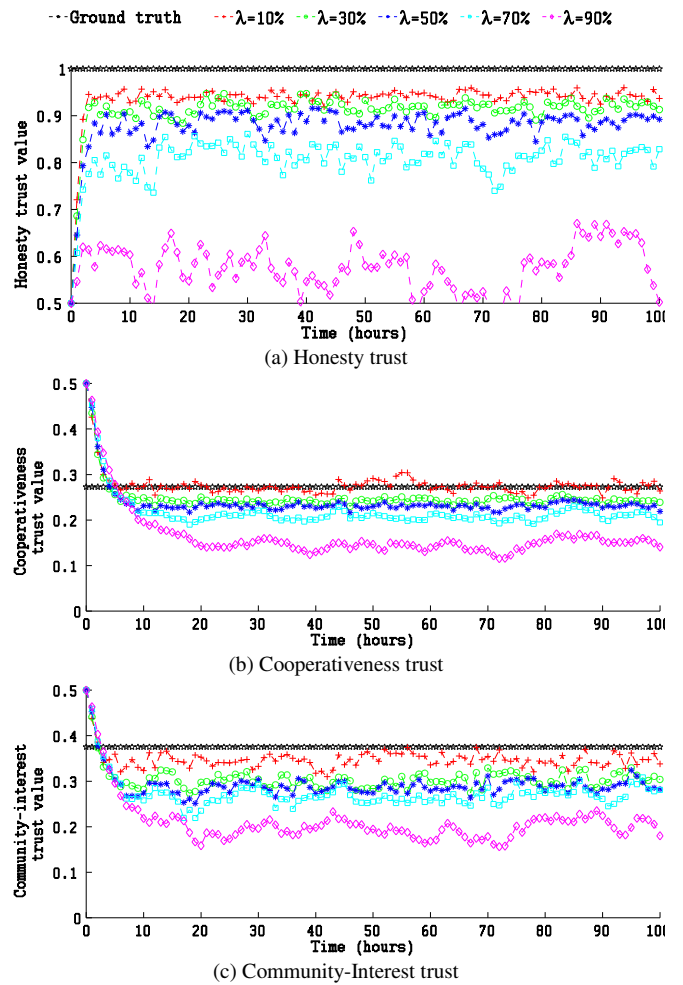 Ground truth λ=10% λ=30% λ=50% λ=70% λ=90%
Honesty trust value
1
0.9
0.8
0.7
0.6
0.5
0 10 20 30 40 50 60 70 80 90 100
Time (hours)
(a) Honesty trust
Cooperativeness
trust value
0.5
0.4
0.3
0.2
0.1
0
0 10 20 30 40 50 60 70 80 90 100
Time (hours)
(b) Cooperativeness trust
Community-interest
trust value
0.5
0.4
0.3
0.2
0.1
0
0 10 20 30 40 50 60 70 80 90 100
Time (hours)
(c) Community-Interest trust